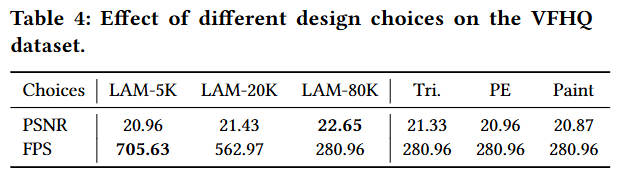 Table 4: Effect of different design choices on the VFHQ
dataset.
Choices LAM-5K LAM-20K LAM-80K Tri. PE Paint
PSNR 20.96 21.43 22.65 21.33 20.96 20.87
FPS 705.63 562.97 280.96 280.96 280.96 280.96